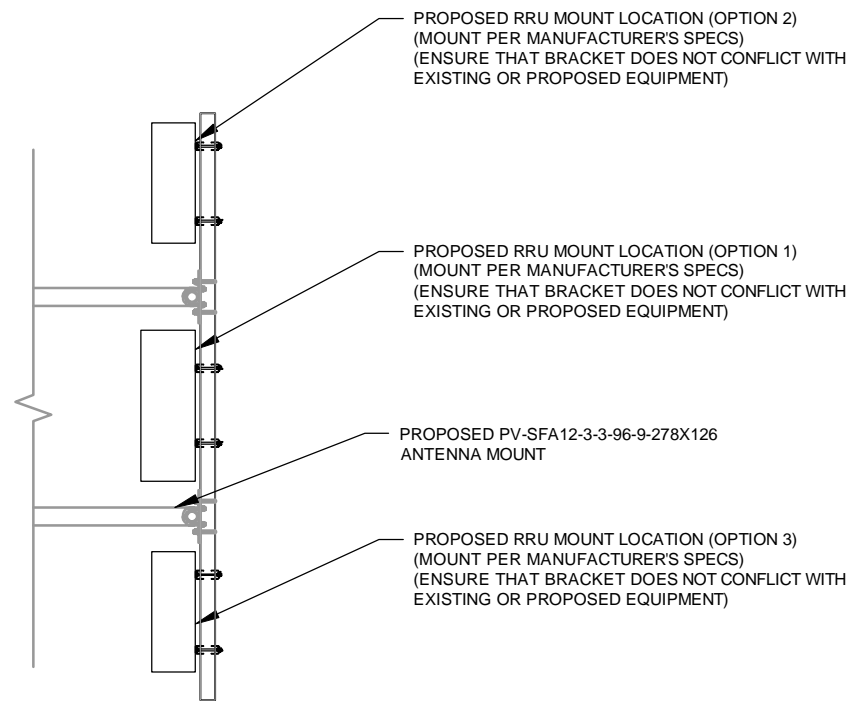 PROPOSED RRU MOUNT LOCATION (OPTION 2)
(MOUNT PER MANUFACTURER'S SPECS)
(ENSURE THAT BRACKET DOES NOT CONFLICT WITH
EXISTING OR PROPOSED EQUIPMENT)
PROPOSED RRU MOUNT LOCATION (OPTION 1)
(MOUNT PER MANUFACTURER'S SPECS)
(ENSURE THAT BRACKET DOES NOT CONFLICT WITH
EXISTING OR PROPOSED EQUIPMENT)
PROPOSED PV-SFA12-3-3-96-9-278X126
ANTENNA MOUNT
PROPOSED RRU MOUNT LOCATION (OPTION 3)
(MOUNT PER MANUFACTURER'S SPECS)
(ENSURE THAT BRACKET DOES NOT CONFLICT WITH
EXISTING OR PROPOSED EQUIPMENT)